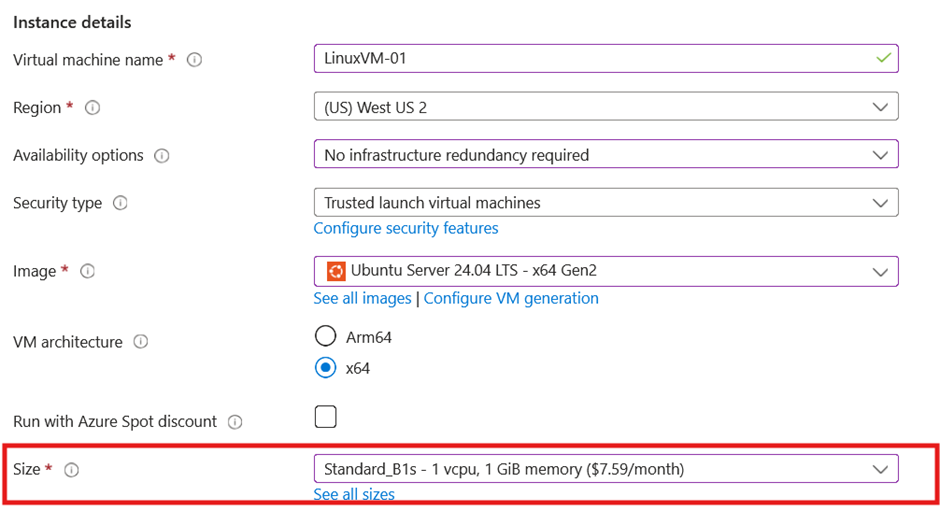 Instance details
Virtual machine name *
LinuxVM-01
Region *
(US) West US 2
Availability options
No infrastructure redundancy required
Security type
Trusted launch virtual machines
Configure security features
Image *
Ubuntu Server 24.04 LTS - x64 Gen2
See all images | Configure VM generation
VM architecture
Arm64
x64
Run with Azure Spot discount
Size *
Standard_B1s - 1 vcpu, 1 GiB memory ($7.59/month)
See all sizes